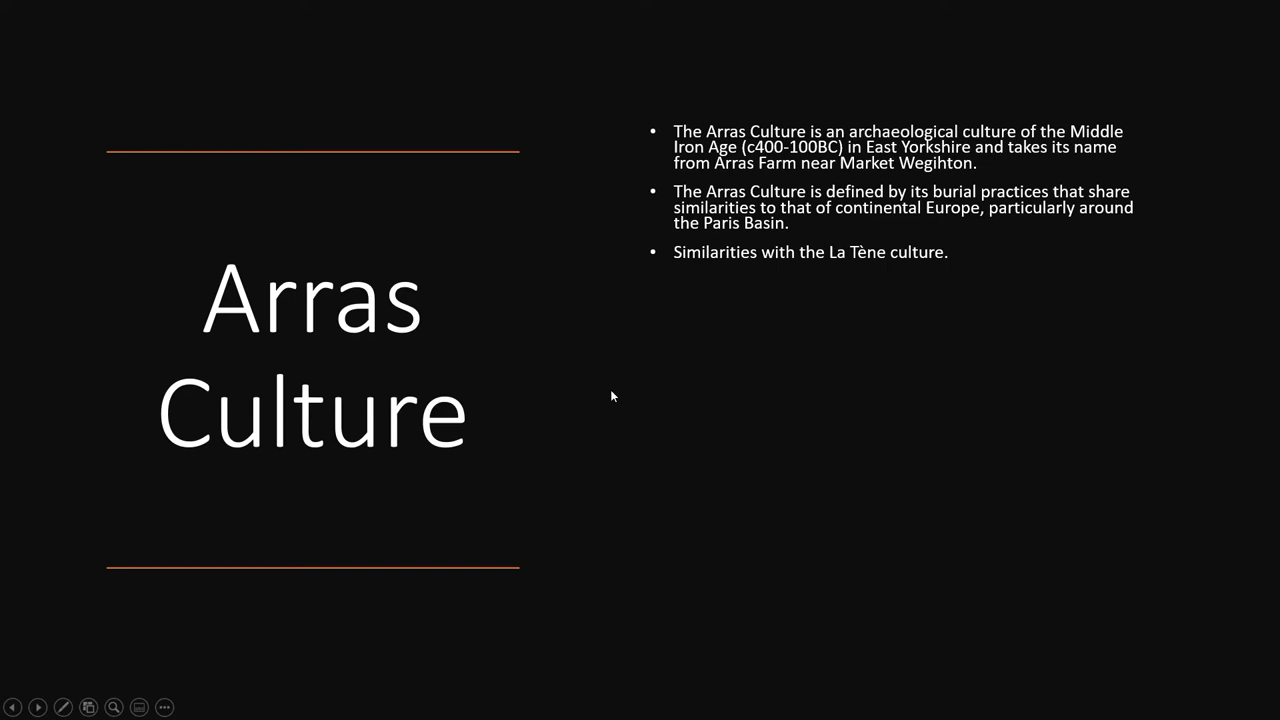 Arras
Culture
• The Arras Culture is an archaeological culture of the Middle
Iron Age (c400-100BC) in East Yorkshire and takes its name
from Arras Farm near Market Wegihton.
• The Arras Culture is defined by its burial practices that share
similarities to that of continental Europe, particularly around
the Paris Basin.
• Similarities with the La Tène culture.